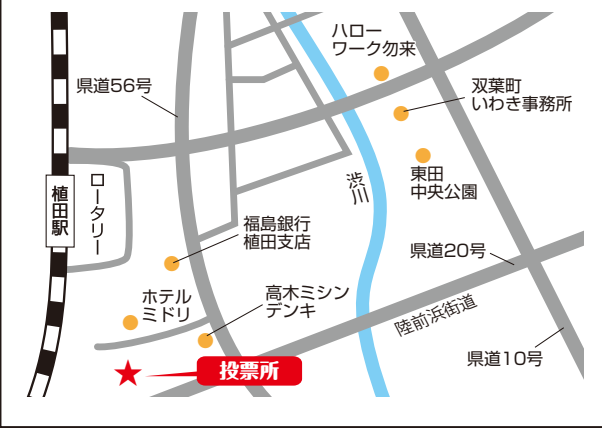 ハロー
ワーク勿来
県道56号
双葉町
いわき事務所
東田
中央公園
渋川
植田駅
ロータリー
福島銀行
植田支店
県道20号
ホテル
ミドリ
高木ミシン
デンキ
陸前浜街道
県道10号
投票所